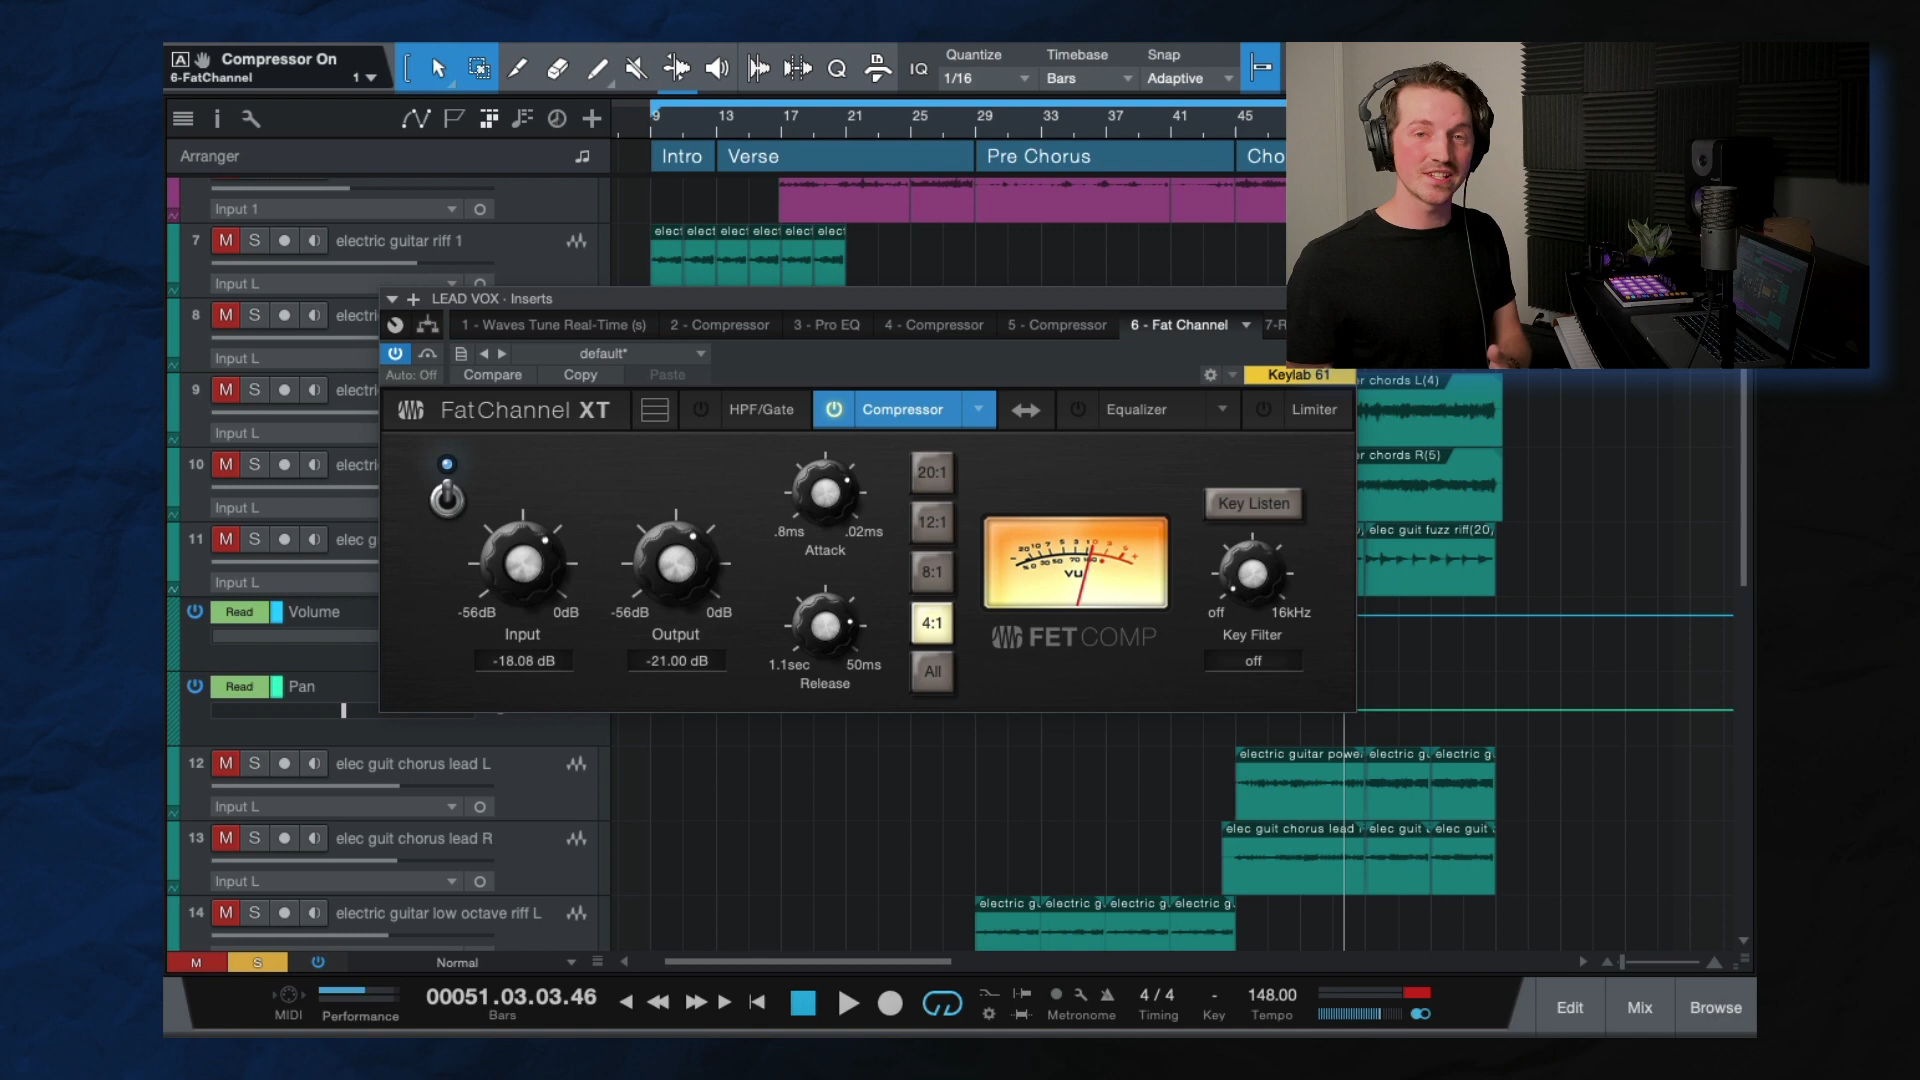 A Compressor On
6-FatChannel 1
Quantize Timebase Snap
IQ 1/16 Bars Adaptive
9 13 17 21 25 29 33 37 41 45
Arranger
Intro Verse Pre Chorus Cho
Input 1
7 M S electric guitar riff 1
elect elect elect elect elect elect
Input L
8 M S electri
Input L
9 M S electri
Input L
10 M S electri
Input L
11 M S elec g
Input L
Read Volume
Read Pan
LEAD VOX · Inserts
1 - Waves Tune Real-Time (s) 2 - Compressor 3 - Pro EQ 4 - Compressor 5 - Compressor 6 - Fat Channel 7-R
default*
Auto: Off Compare Copy Paste
Keylab 61
FatChannel XT HPF/Gate Compressor Equalizer Limiter
-56dB 0dB
Input
-18.08 dB
-56dB 0dB
Output
-21.00 dB
.8ms .02ms
Attack
1.1sec 50ms
Release
20:1
12:1
8:1
4:1
All
VU
FETCOMP
Key Listen
off 16kHz
Key Filter
off
r chords L(4)
r chords R(5)
elec guit fuzz riff(20)
12 M S elec guit chorus lead L
electric guitar powe electric g electric g
Input L
13 M S elec guit chorus lead R
elec guit chorus lead elec guit elec guit
Input L
14 M S electric guitar low octave riff L
electric g electric g electric g electric g
M S Normal
MIDI Performance
00051.03.03.46
Bars
Metronome
4 / 4
Timing
-
Key
148.00
Tempo
Edit Mix Browse